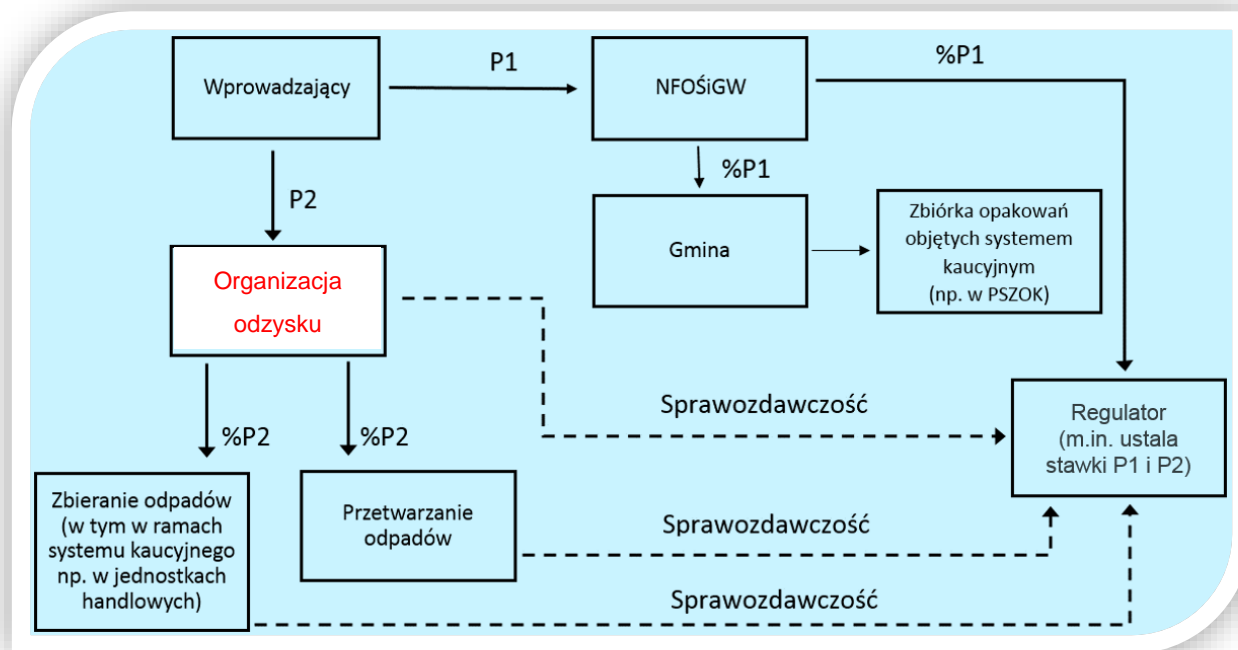 Wprowadzający
P1
NFOŚiGW
%P1
P2
%P1
Gmina
Zbiórka opakowań
objętych systemem
kaucyjnym
(np. w PSZOK)
Organizacja
odzysku
Sprawozdawczość
Regulator
(m.in. ustala
stawki P1 i P2)
%P2
%P2
Zbieranie odpadów
(w tym w ramach
systemu kaucyjnego
np. w jednostkach
handlowych)
Przetwarzanie
odpadów
Sprawozdawczość
Sprawozdawczość